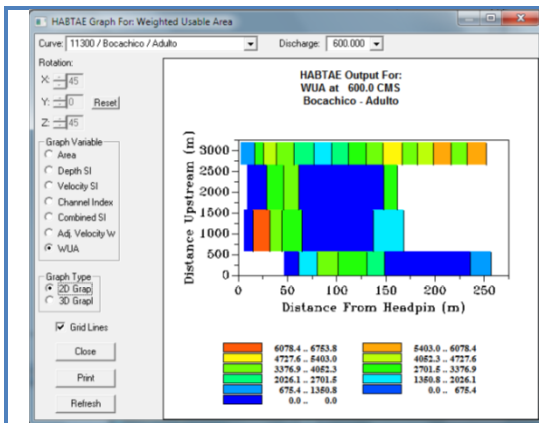 HABTAE Graph For: Weighted Usable Area
Curve: 11300 / Bocachico / Adulto Discharge: 600.000
Rotation:
X: 45
Y: 0 Reset
Z: 45
Graph Variable
Area
Depth SI
Velocity SI
Channel Index
Combined SI
Adj. Velocity W
WUA
Graph Type
2D Grap
3D Grapl
Grid Lines
Close
Print
Refresh
HABTAE Output For:
WUA at 600.0 CMS
Bocachico - Adulto
Distance Upstream (m)
3000
2500
2000
1500
1000
500
0
0 50 100 150 200 250
Distance From Headpin (m)
6078.4 .. 6753.8 5403.0 .. 6078.4
4727.6 .. 5403.0 4052.3 .. 4727.6
3376.9 .. 4052.3 2701.5 .. 3376.9
2026.1 .. 2701.5 1350.8 .. 2026.1
675.4 .. 1350.8 0.0 .. 675.4
0.0 .. 0.0